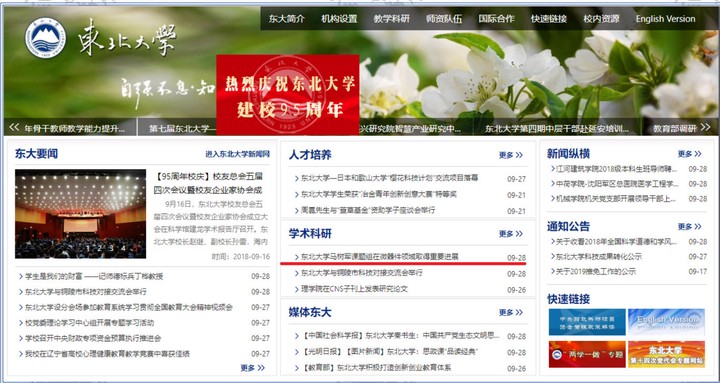 东北大学
东大简介 机构设置 教学科研 师资队伍 国际合作 快速链接 校内资源 English Version
自强不息·知
热烈庆祝东北大学
建校95周年
年骨干教师教学能力提升...
第七届东北大学—
兴研究院智慧产业研究中...
东北大学第四期中层干部赴延安培训...
教育部调研
东大要闻 进入东北大学新闻网
【95周年校庆】校友总会五届
四次会议暨校友企业协会成
9月16日，东北大学校友总会五
届四次会议暨校友企业协会成立大
会在科学馆建龙学术报告厅召开。东
北大学校长赵继、副校长孙雷、海内
时间：2018-09-16
1 2 3 4
学生是我们的财富 ——记师德标兵丁桦教授 09-28
东北大学与铜陵市科技对接交流会举行 09-28
东北大学设分会场参加教育系统学习贯彻全国教育大会精神视频会 09-28
校党委理论学习中心组开展专题学习活动 09-28
学校召开中央财政专项资金预算执行推进会 09-28
我校在辽宁省高校心理健康教育教学竞赛中喜获佳绩 09-28
更多
人才培养 更多
东北大学—日本和歌山大学“樱花科技计划”交流项目落幕 09-27
东北大学学生荣获“冶金青年创新创意大赛”特等奖 09-21
周嘉先生与“萱草基金”资助学子座谈会举行 09-21
学术科研 更多
东北大学马树军课题组在微器件领域取得重要进展 09-28
东北大学与铜陵市科技对接交流会举行 09-28
理学院在CNS子刊上发表研究论文 09-26
媒体东大 更多
【中国社会科学报】东北大学秦书生：中国共产党生态文明思...
【光明日报】【图片新闻】东北大学：思政课“品读经典” 09-28
【教育部】东北大学积极打造创新创业教育体系 09-26
新闻纵横 更多
江河建筑学院2018级本科生班导师聘... 09-28
中荷学院-沈阳军区总医院医学工程学... 09-28
机械学院机关党支部开展领导干部上... 09-28
通知公告 更多
关于收看2018年全国科学道德和学风... 09-28
东北大学科技成果转化公示 09-27
关于2019推免工作的公示 09-17
快速链接
English Version
“两学一做”专题
东北大学
第十四次党代会专题网站